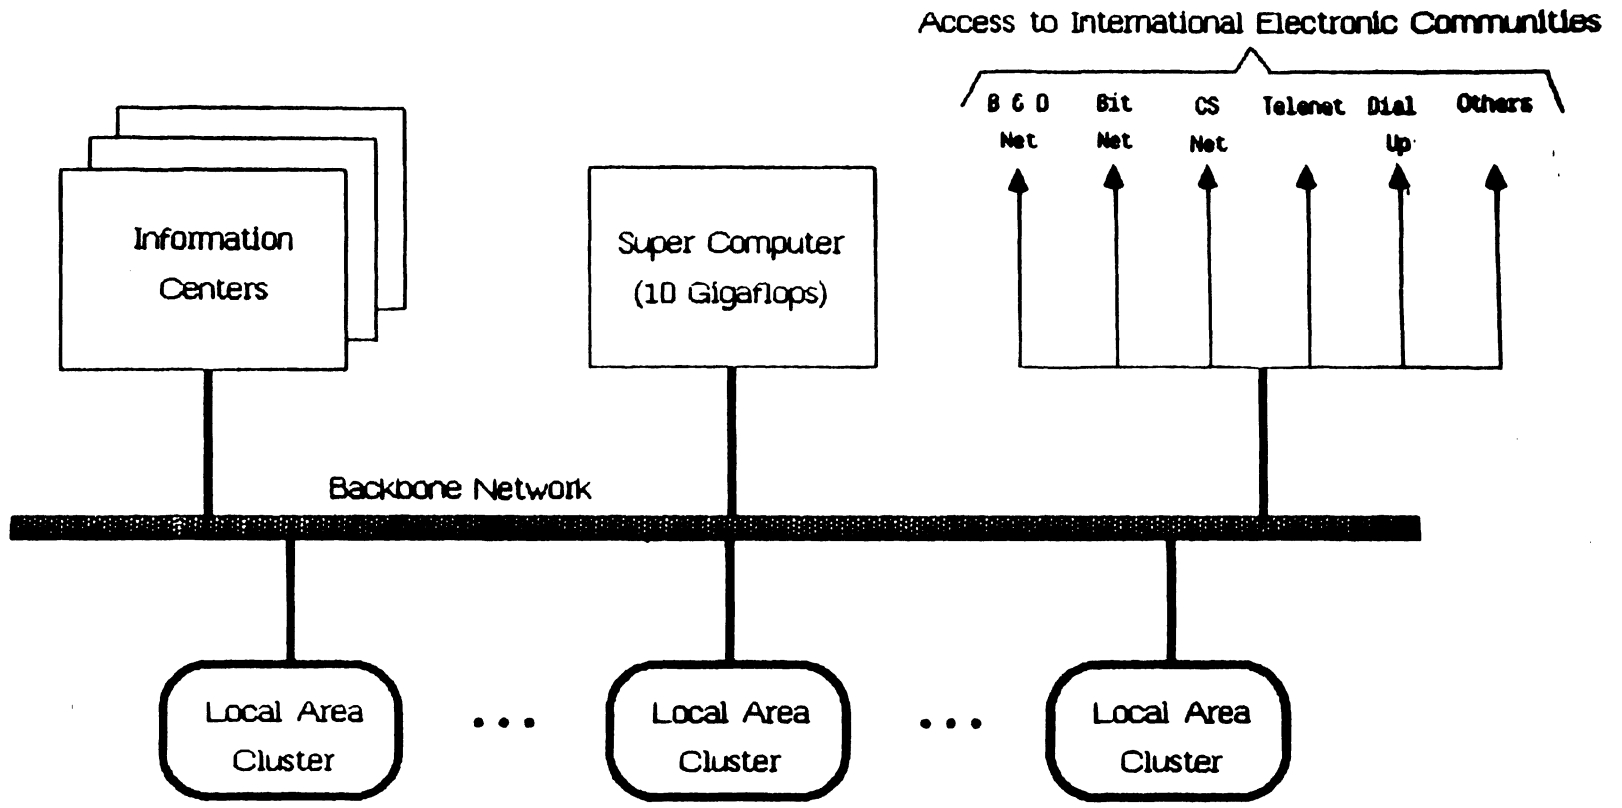 Access to International Electronic Communities
B & D Net
Bit Net
CS Net
Telenet
Dial Up
Others
Information
Centers
Super Computer
(10 Gigaflops)
Backbone Network
Local Area
Cluster
...
Local Area
Cluster
...
Local Area
Cluster